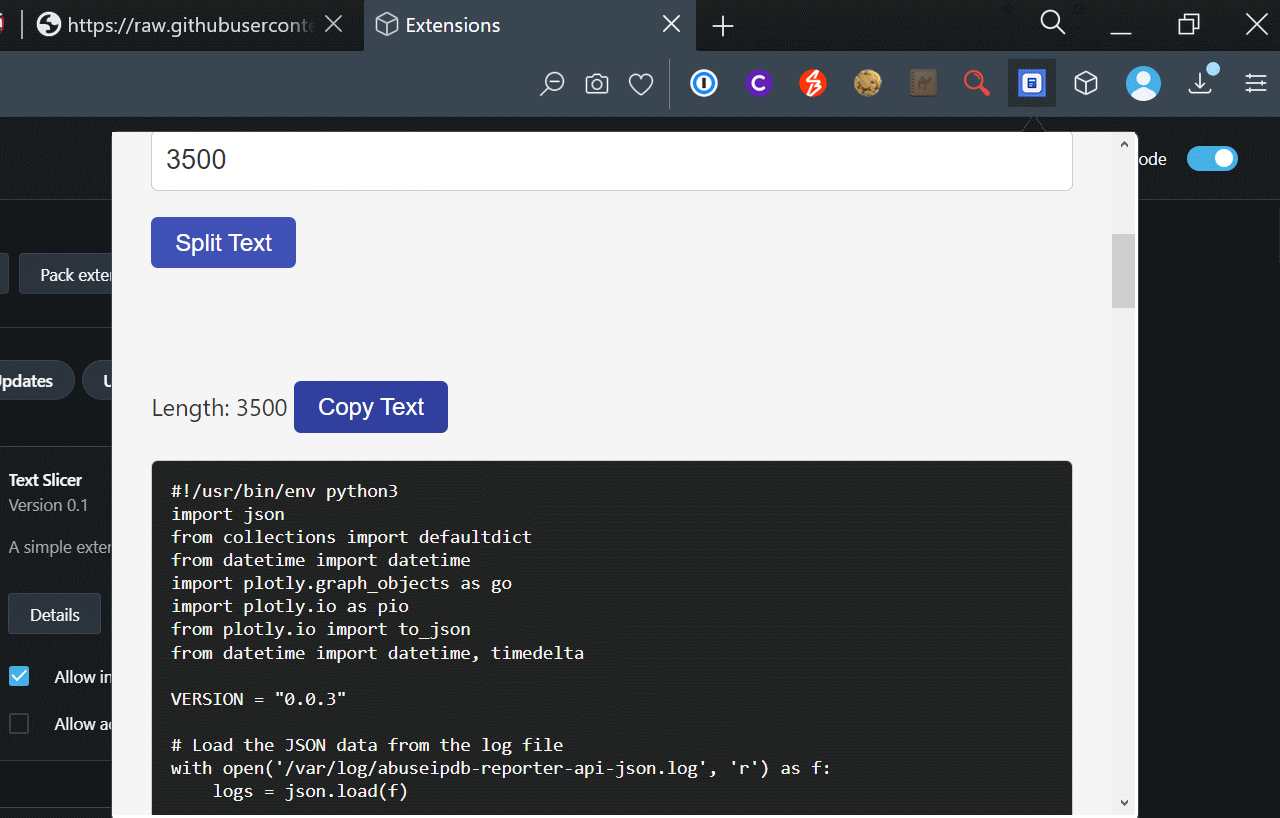 https://raw.githubuserconte
Extensions
3500
ode
Split Text
Pack exte
Updates
U
Length: 3500
Copy Text
Text Slicer
Version 0.1
A simple exter
Details
Allow in
Allow a
#!/usr/bin/env python3
import json
from collections import defaultdict
from datetime import datetime
import plotly.graph_objects as go
import plotly.io as pio
from plotly.io import to_json
from datetime import datetime, timedelta
VERSION = "0.0.3"
# Load the JSON data from the log file
with open('/var/log/abuseipdb-reporter-api-json.log', 'r') as f:
    logs = json.load(f)